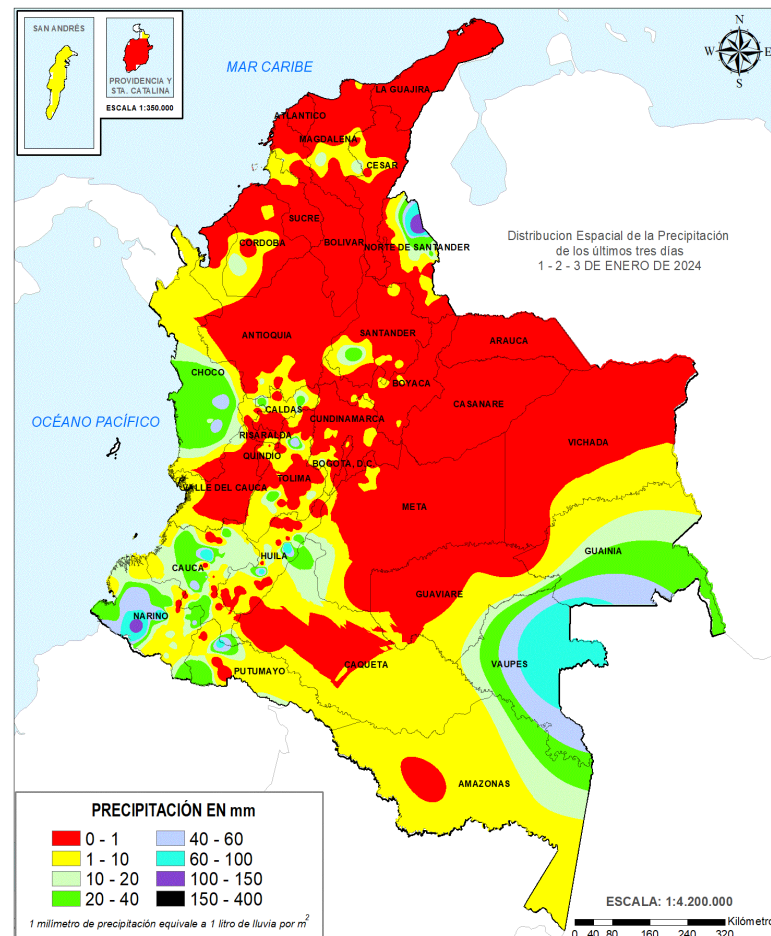 SAN ANDRÉS
PROVIDENCIA Y
STA. CATALINA
ESCALA 1:350.000
MAR CARIBE
N
W
E
S
LA GUAJIRA
ATLANTICO
MAGDALENA
CESAR
SUCRE
CORDOBA
BOLIVAR
NORTE DE SANTANDER
Distribucion Espacial de la Precipitación
de los últimos tres días
1 - 2 - 3 DE ENERO DE 2024
ANTIOQUIA
SANTANDER
ARAUCA
CHOCO
BOYACA
CALDAS
CASANARE
OCÉANO PACÍFICO
CUNDINAMARCA
RISARALDA
VICHADA
QUINDIO
BOGOTA, D.C.
TOLIMA
VALLE DEL CAUCA
META
GUAINIA
HUILA
CAUCA
GUAVIARE
NARIÑO
CAQUETA
VAUPES
PUTUMAYO
AMAZONAS
PRECIPITACIÓN EN mm
0 - 1
40 - 60
1 - 10
60 - 100
10 - 20
100 - 150
20 - 40
150 - 400
1 milimetro de precipitación equivale a 1 litro de lluvia por m2
ESCALA: 1:4.200.000
Kilómetros
0 40 80 160 240 320